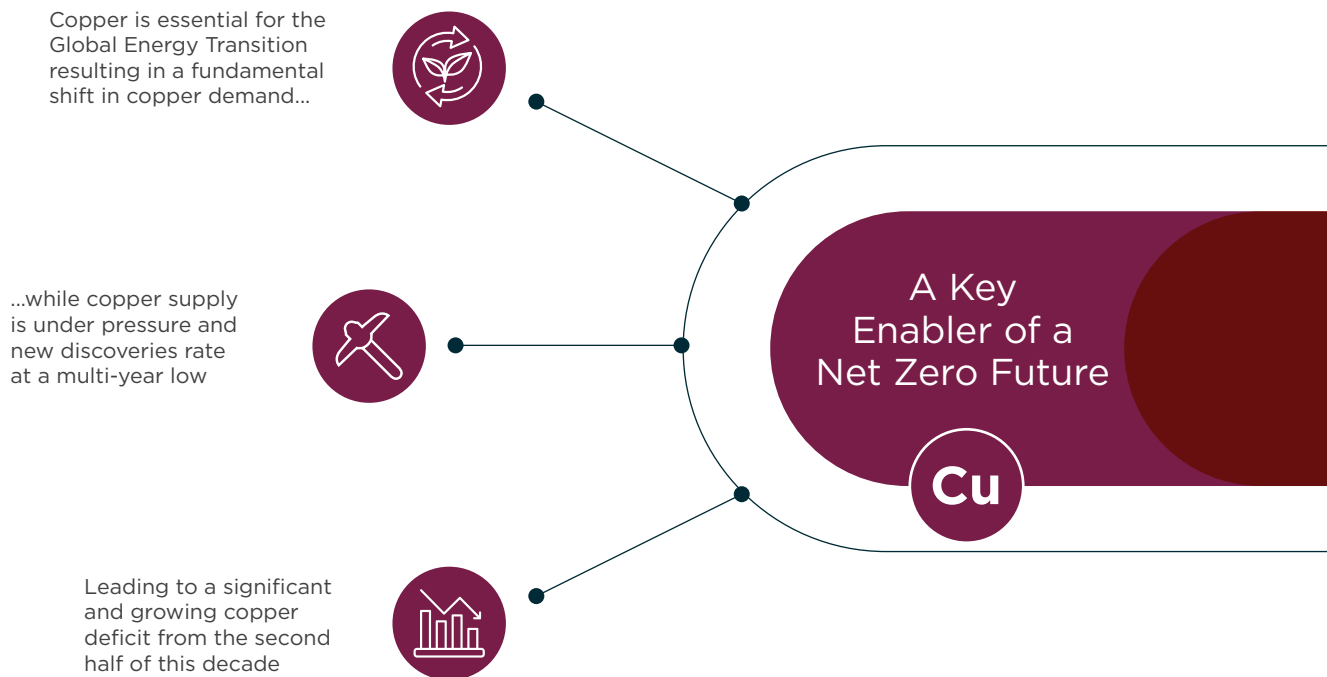 Copper is essential for the
Global Energy Transition
resulting in a fundamental
shift in copper demand...
...while copper supply
is under pressure and
new discoveries rate
at a multi-year low
Leading to a significant
and growing copper
deficit from the second
half of this decade
A Key
Enabler of a
Net Zero Future
Cu